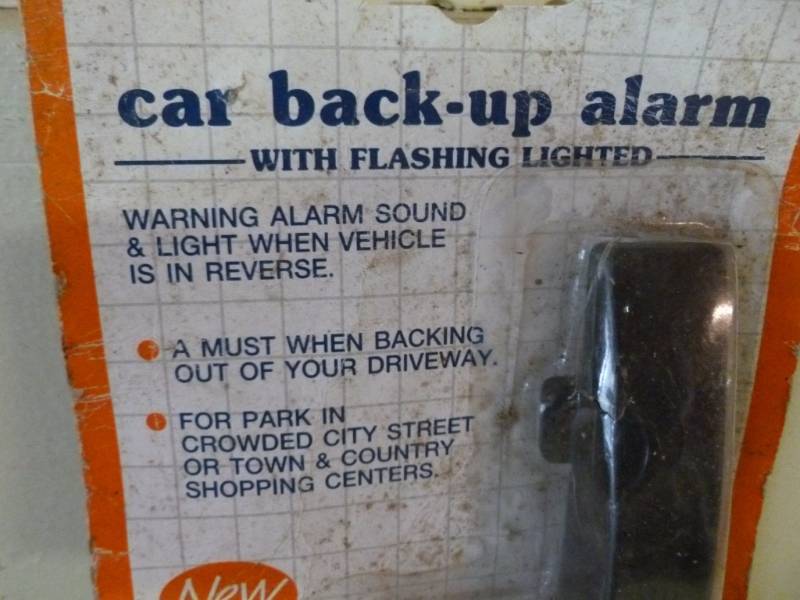 car back-up alarm
WITH FLASHING LIGHTED
WARNING ALARM SOUND
& LIGHT WHEN VEHICLE
IS IN REVERSE.
A MUST WHEN BACKING
OUT OF YOUR DRIVEWAY.
FOR PARK IN
CROWDED CITY STREET
OR TOWN & COUNTRY
SHOPPING CENTERS.
New